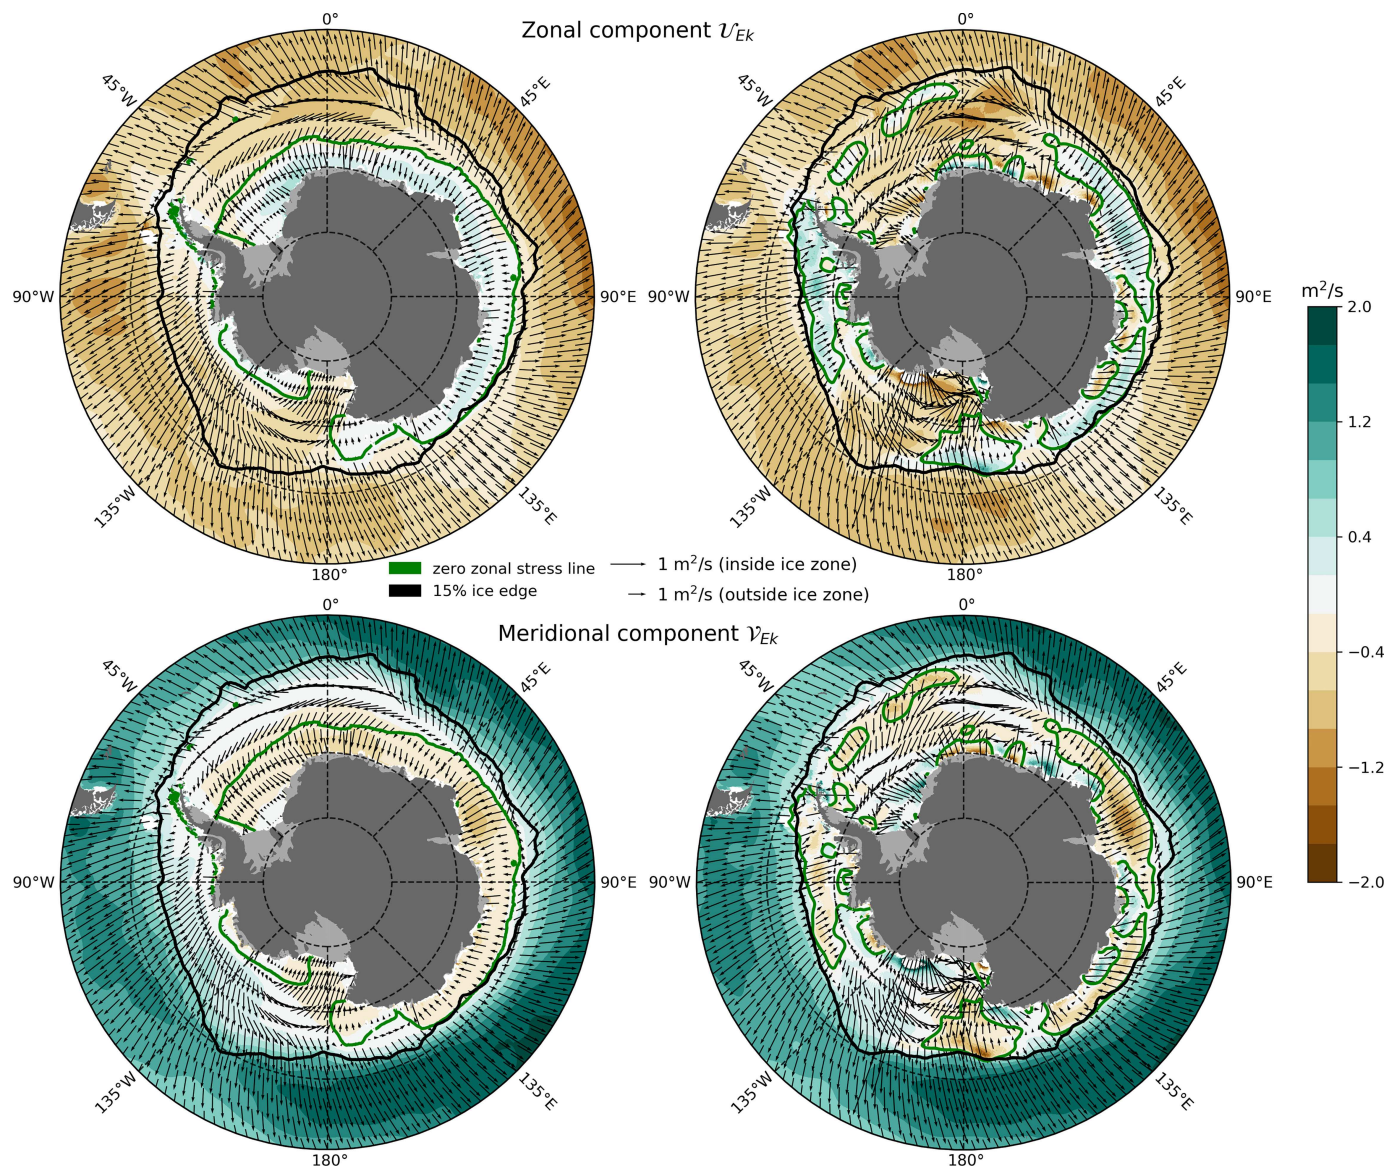 Zonal component 𝒰Ek
0° 0°
45°W 45°E 45°W 45°E
90°W 90°E 90°W 90°E
135°W 135°E 135°W 135°E
180° 180°
m²/s
2.0
1.2
0.4
−0.4
−1.2
−2.0
zero zonal stress line
15% ice edge
1 m²/s (inside ice zone)
1 m²/s (outside ice zone)
Meridional component 𝒱Ek
0° 0°
45°W 45°E 45°W 45°E
90°W 90°E 90°W 90°E
135°W 135°E 135°W 135°E
180° 180°